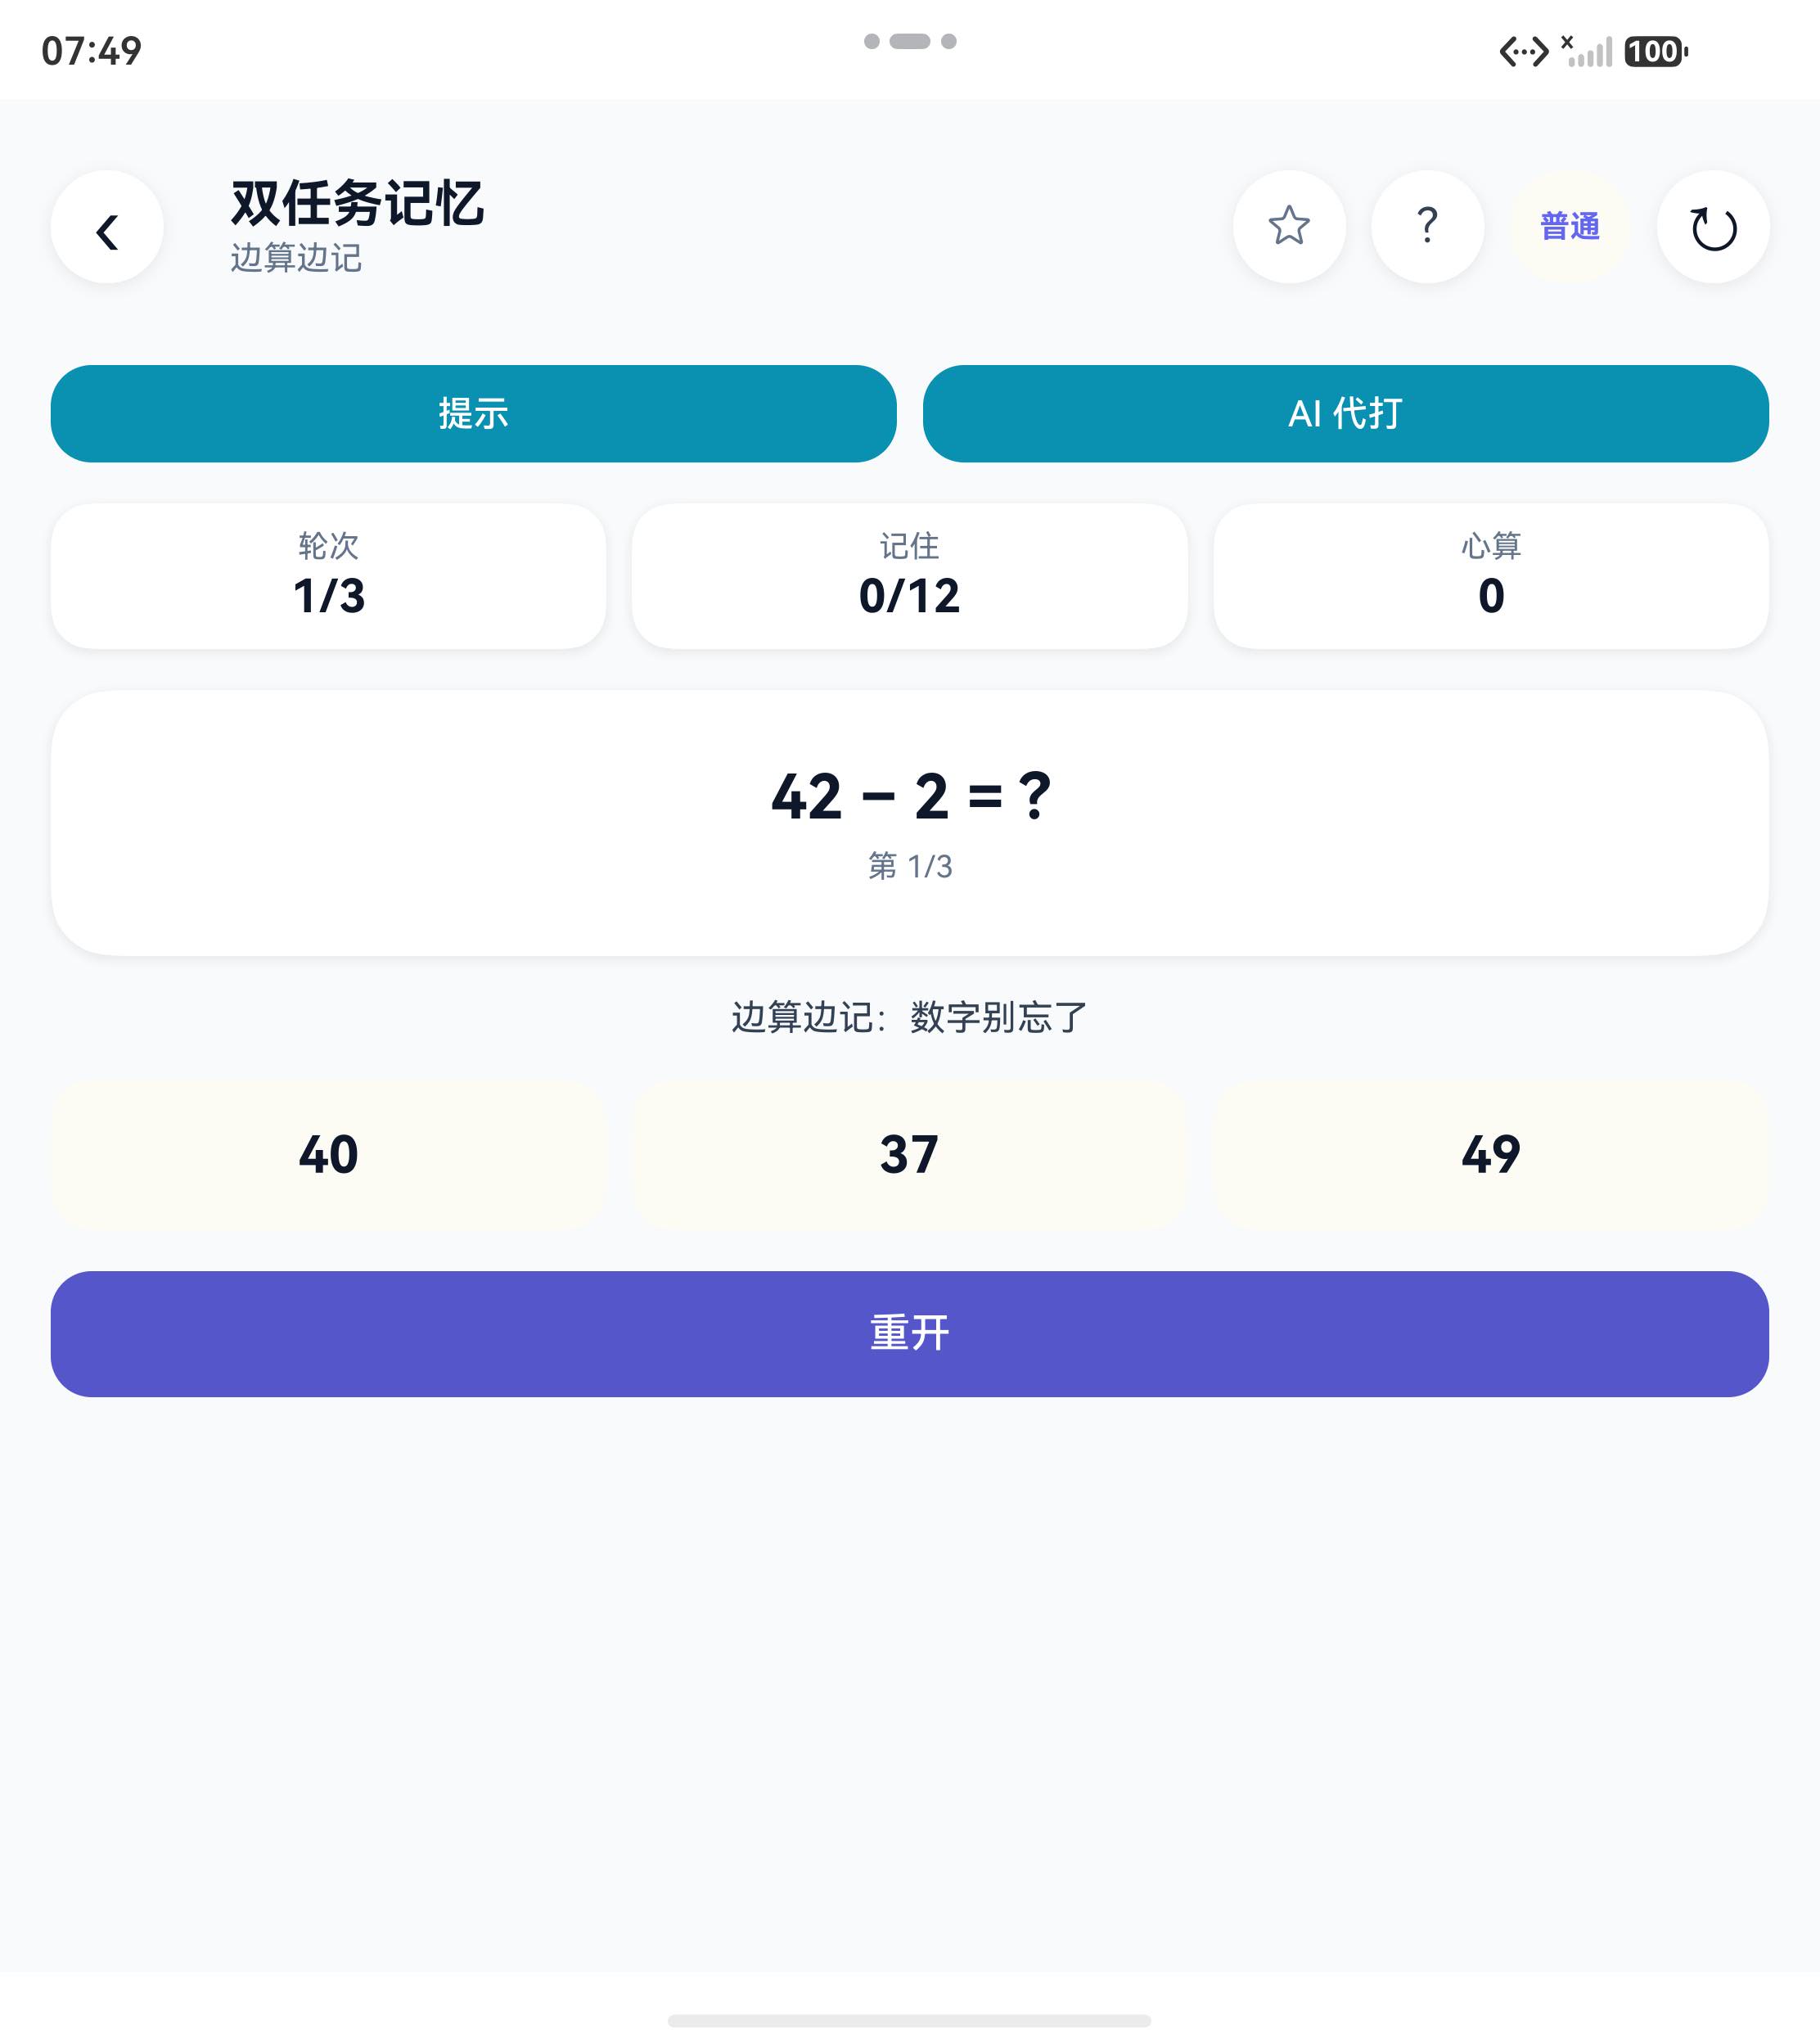 07:49
100
双任务记忆
边算边记
?
普通
提示
AI 代打
轮次
1/3
记住
0/12
心算
0
42 − 2 = ?
第 1/3
边算边记：数字别忘了
40
37
49
重开